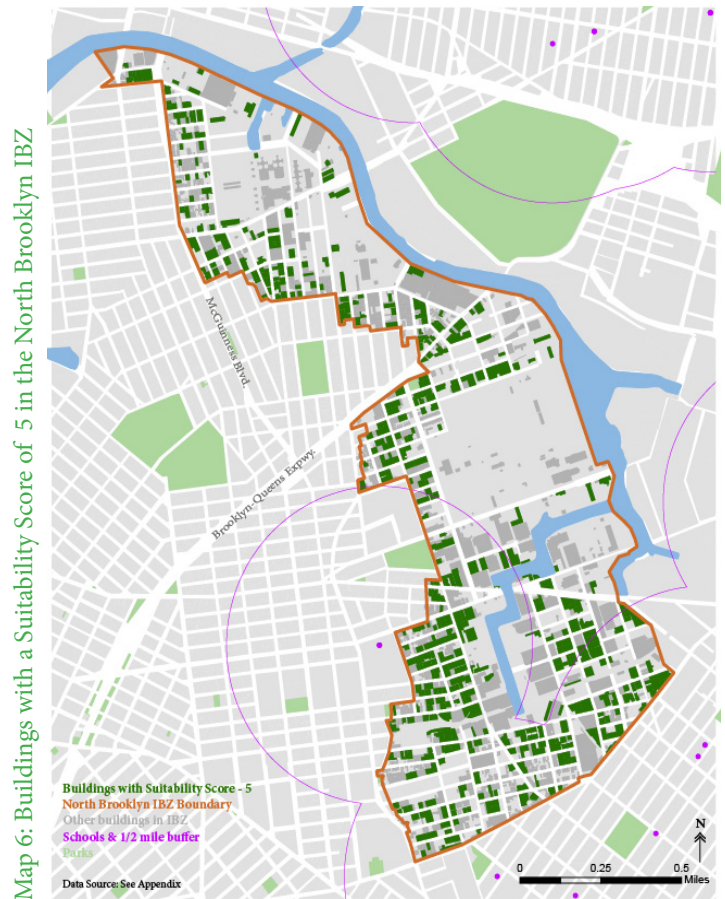 Map 6: Buildings with a Suitability Score of 5 in the North Brooklyn IBZ
McGuinness Blvd.
Brooklyn-Queens Expwy.
Buildings with Suitability Score - 5
North Brooklyn IBZ Boundary
Other buildings in IBZ
Schools & 1/2 mile buffer
Parks
Data Source: See Appendix
N
0 0.25 0.5
Miles